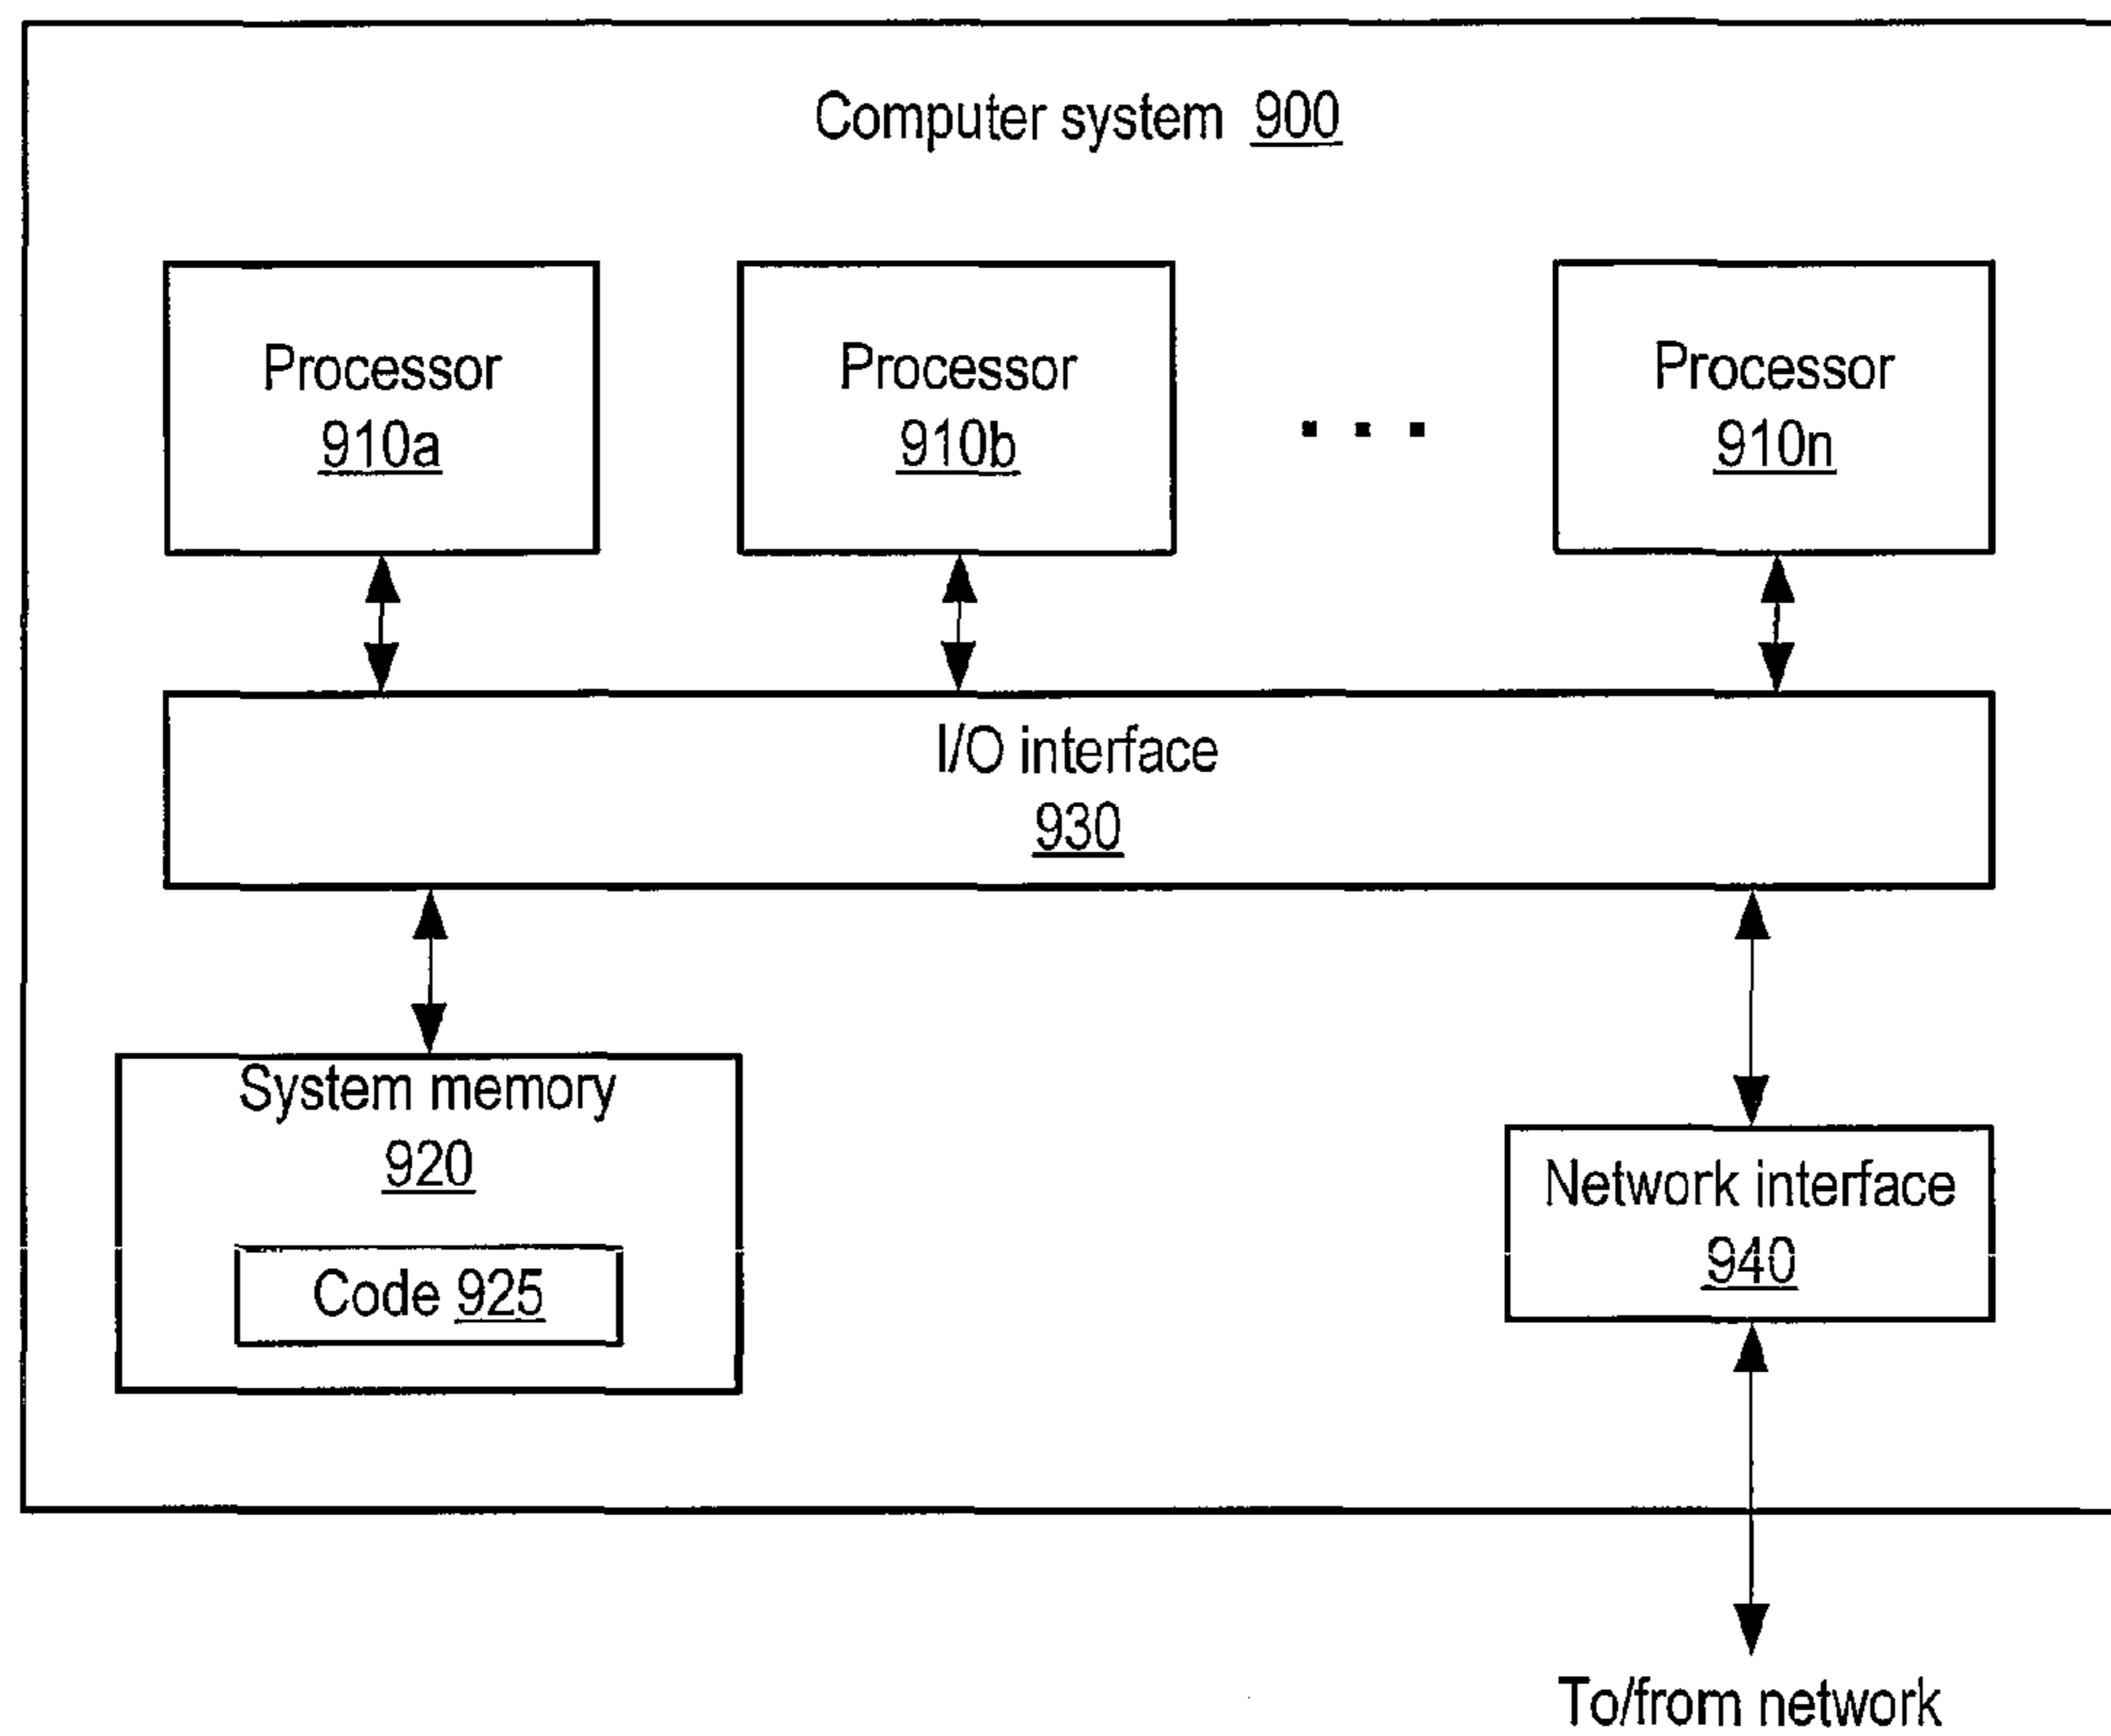 Computer system 900
Processor
910a
Processor
910b
. . .
Processor
910n
I/O interface
930
System memory
920
Code 925
Network interface
940
To/from network